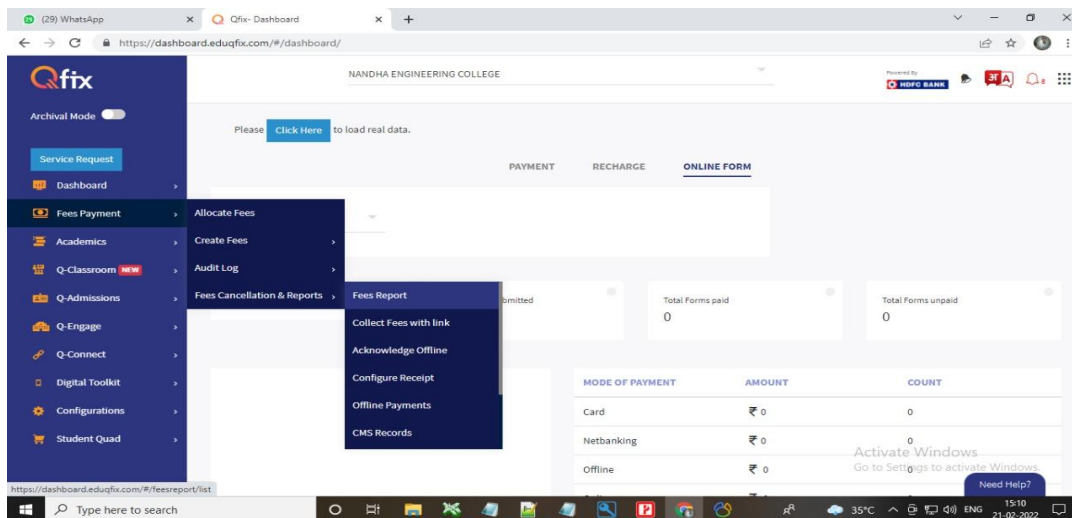 (29) WhatsApp
Qfix- Dashboard
https://dashboard.eduqfix.com/#/dashboard/
Qfix
NANDHA ENGINEERING COLLEGE
Powered By
HDFC BANK
अ A
Archival Mode
Please Click Here to load real data.
Service Request
PAYMENT RECHARGE ONLINE FORM
Dashboard
Fees Payment
Allocate Fees
Academics
Create Fees
Q-Classroom NEW
Audit Log
Q-Admissions
Fees Cancellation & Reports
Fees Report
bmitted
Total Forms paid
Total Forms unpaid
0
0
Q-Engage
Collect Fees with link
Q-Connect
Acknowledge Offline
Digital Toolkit
Configure Receipt
MODE OF PAYMENT AMOUNT COUNT
Configurations
Offline Payments
Card ₹ 0 0
Student Quad
CMS Records
Netbanking ₹ 0 0
Activate Windows
Offline ₹ 0 0
Go to Settings to activate Windows.
Need Help?
https://dashboard.eduqfix.com/#/feesreport/list
Type here to search
35°C
ENG
15:10
21-02-2022